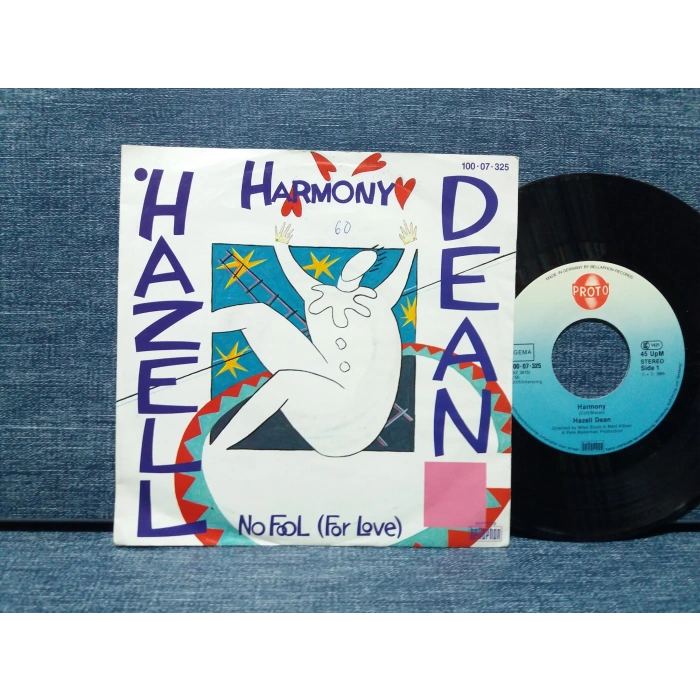 100·07·325
HARMONY
HAZELL
DEAN
60
No FooL (For Love)
bellaphon
MADE IN GERMANY BY BELLAPHON RECORDS
PROTO
GEMA
45 UpM
STEREO
Side 1
00·07·325
Harmony
Hazell Dean
bellaphon